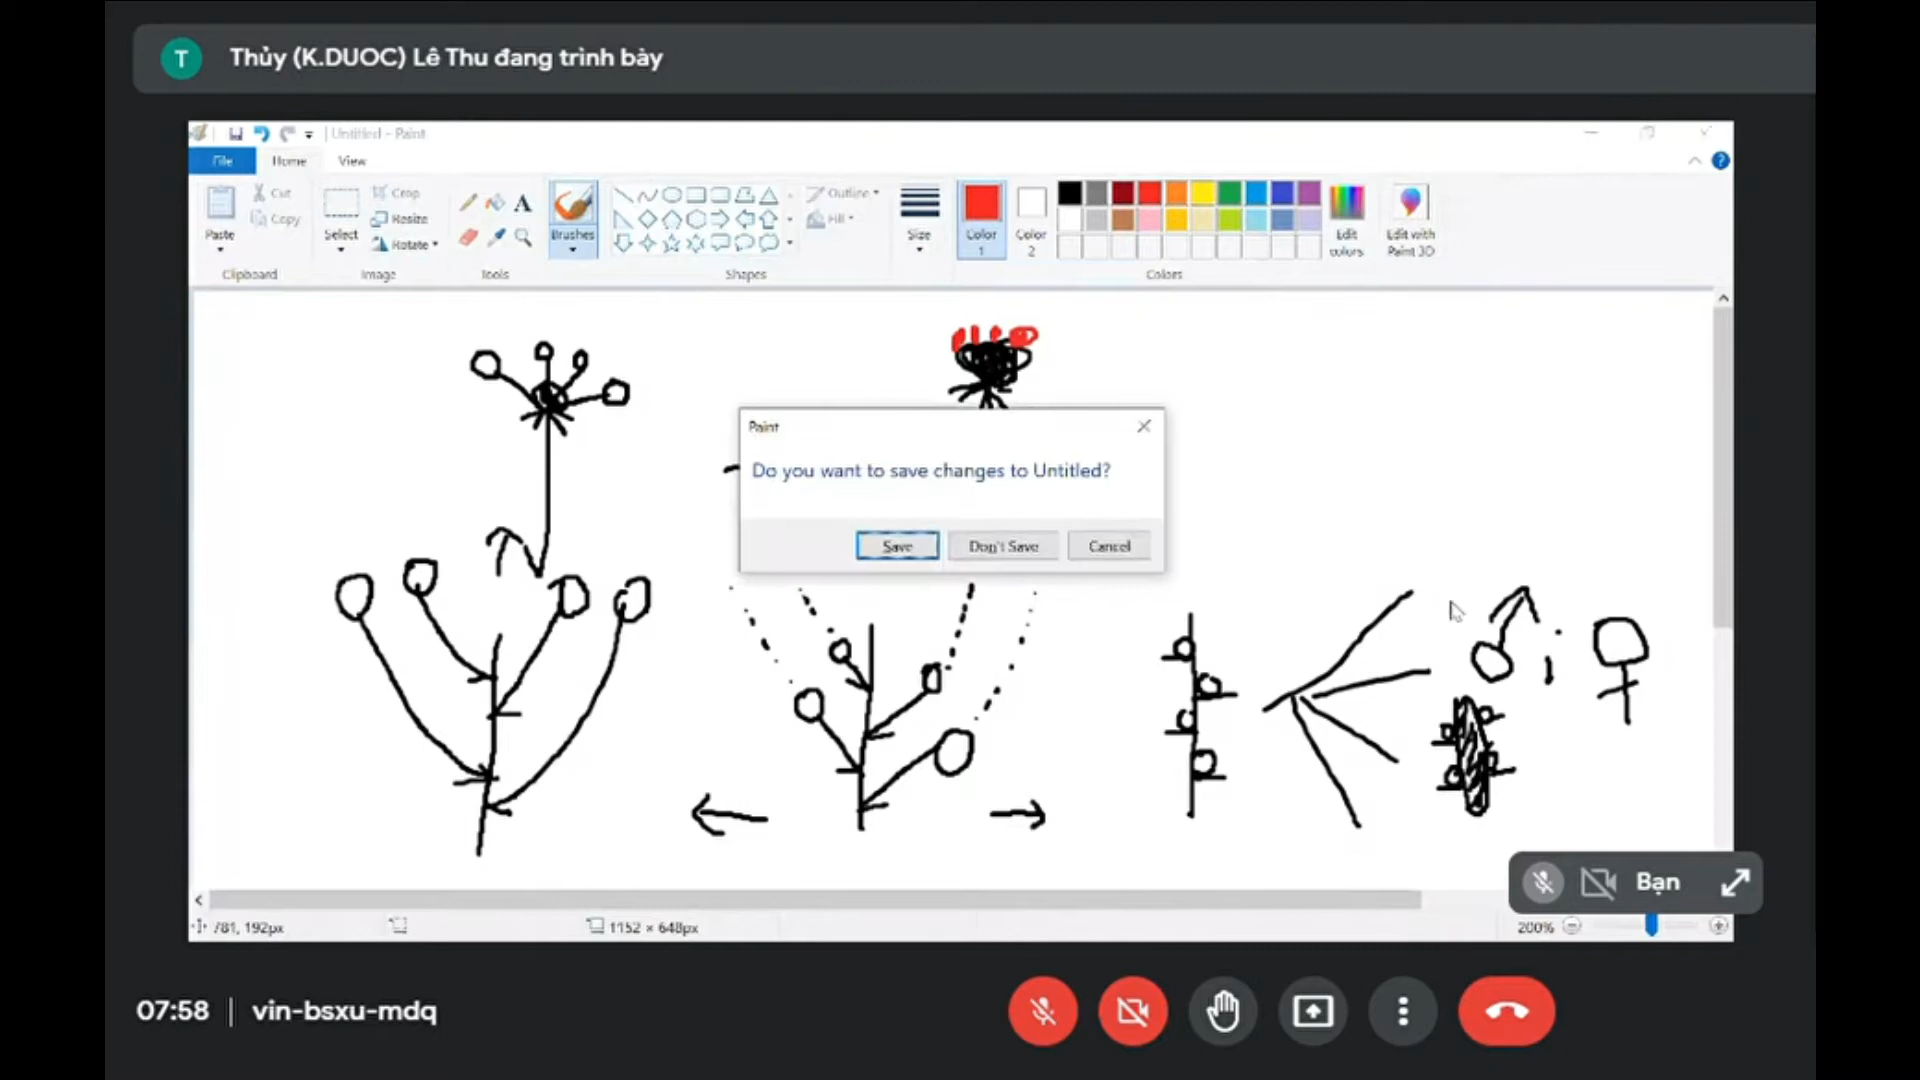 T
Thủy (K.DUOC) Lê Thu đang trình bày
Untitled - Paint
File
Home
View
Paste
Cut
Copy
Clipboard
Select
Crop
Resize
Rotate
Image
A
Tools
Brushes
Shapes
Outline
Fill
Size
Color
1
Color
2
Edit
colors
Edit with
Paint 3D
Colors
?
Paint
Do you want to save changes to Untitled?
Save
Don't Save
Cancel
Bạn
781, 192px
1152 × 648px
200%
07:58
vin-bsxu-mdq